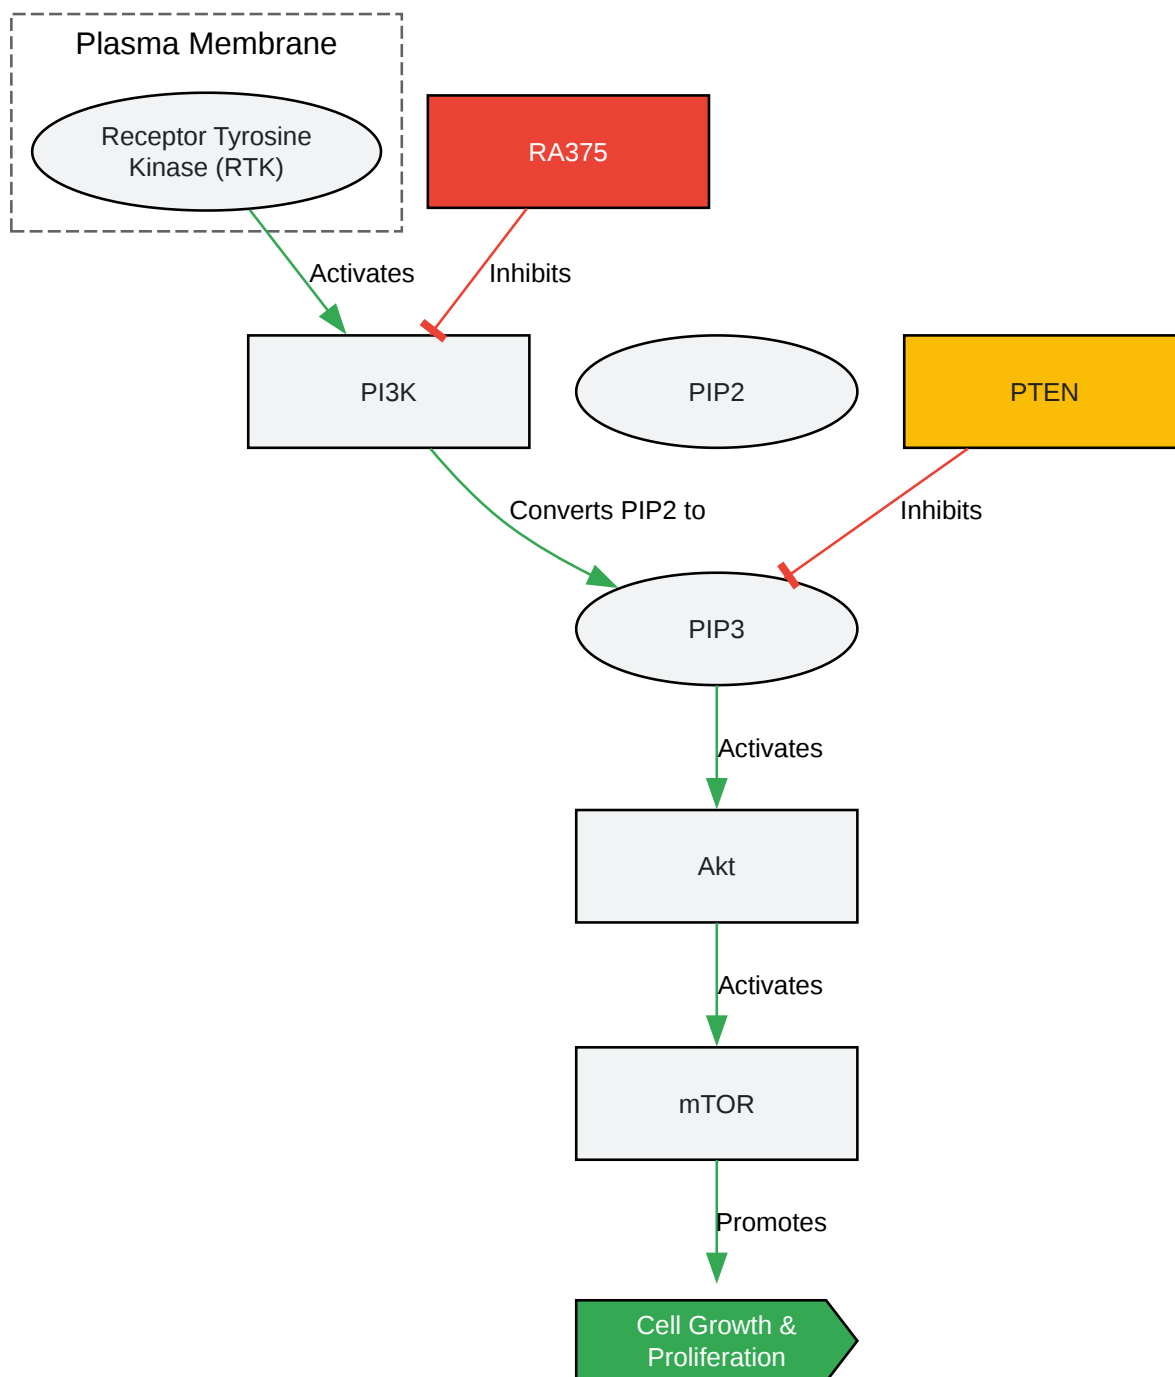 Plasma Membrane
Receptor Tyrosine
Kinase (RTK)
RA375
Activates
Inhibits
PI3K
PIP2
PTEN
Converts PIP2 to
Inhibits
PIP3
Activates
Akt
Activates
mTOR
Promotes
Cell Growth &
Proliferation